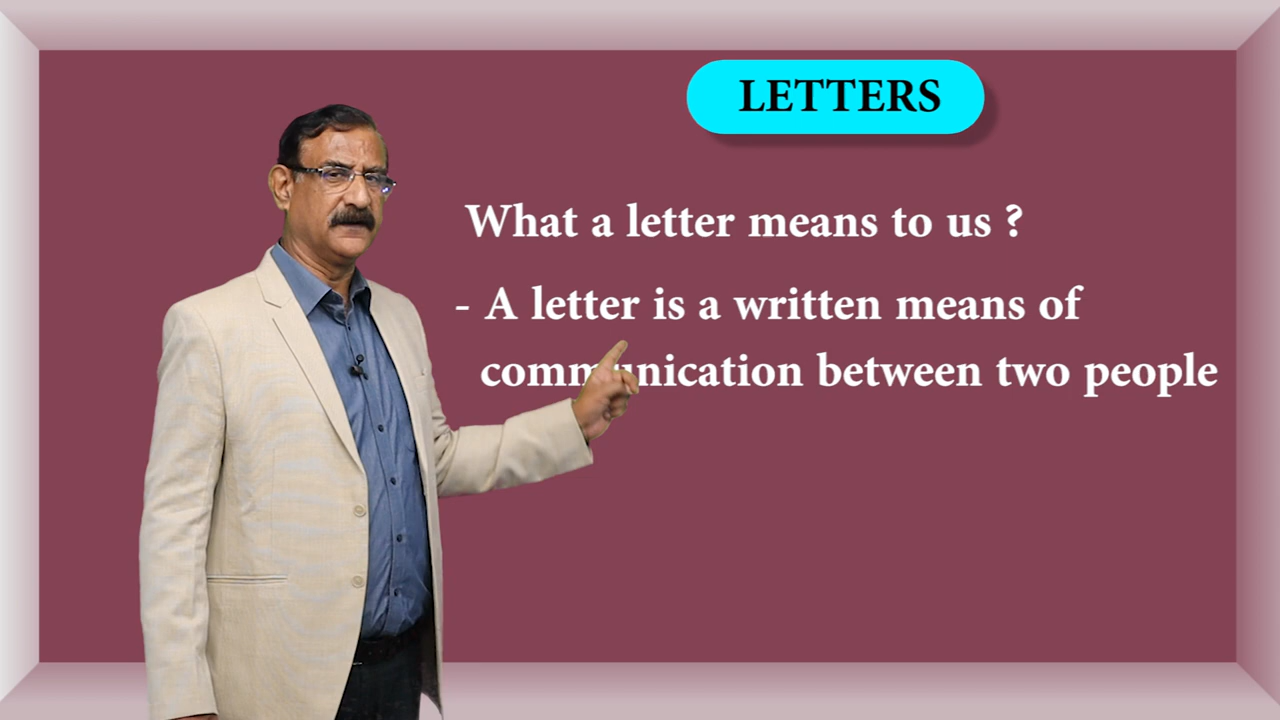 LETTERS
What a letter means to us ?
- A letter is a written means of
communication between two people